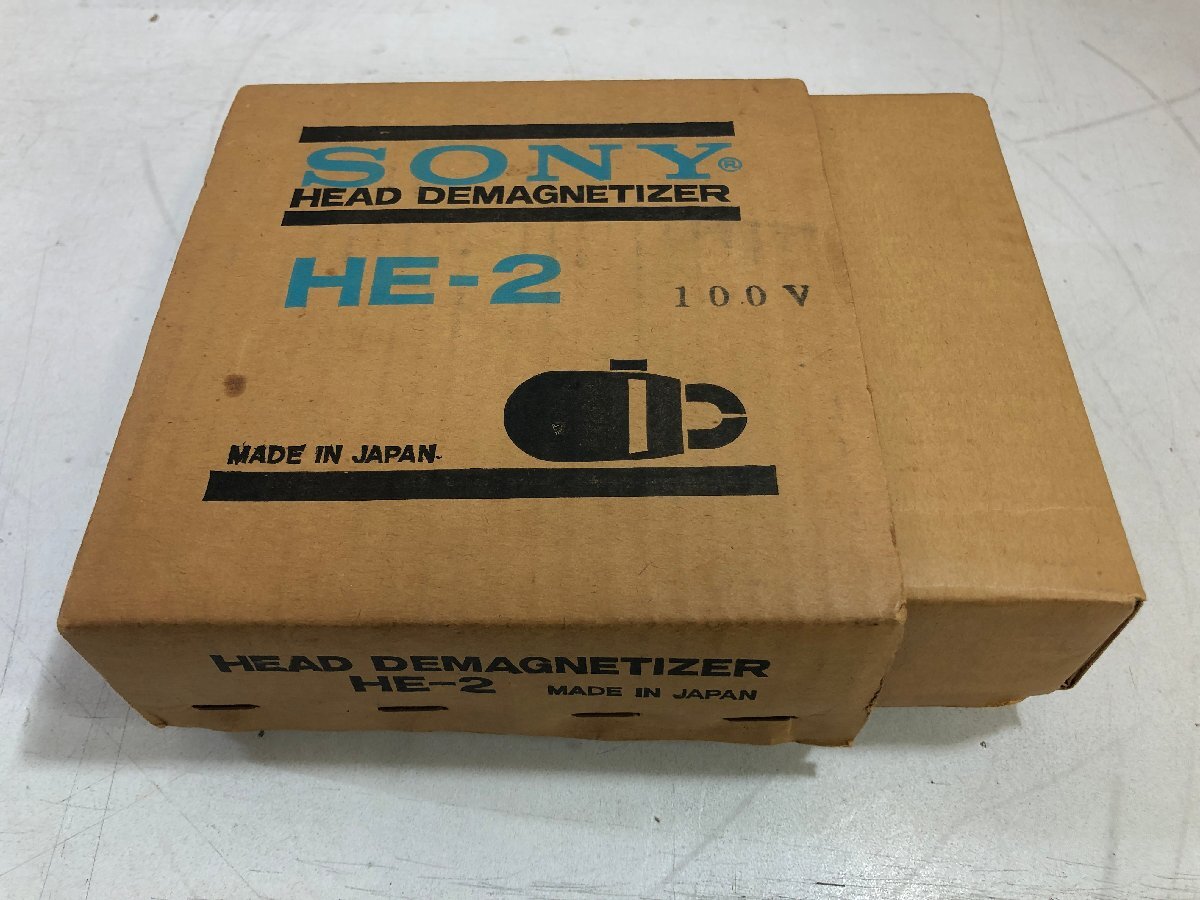 SONY®
HEAD DEMAGNETIZER
HE-2
100V
MADE IN JAPAN
HEAD DEMAGNETIZER
HE-2 MADE IN JAPAN